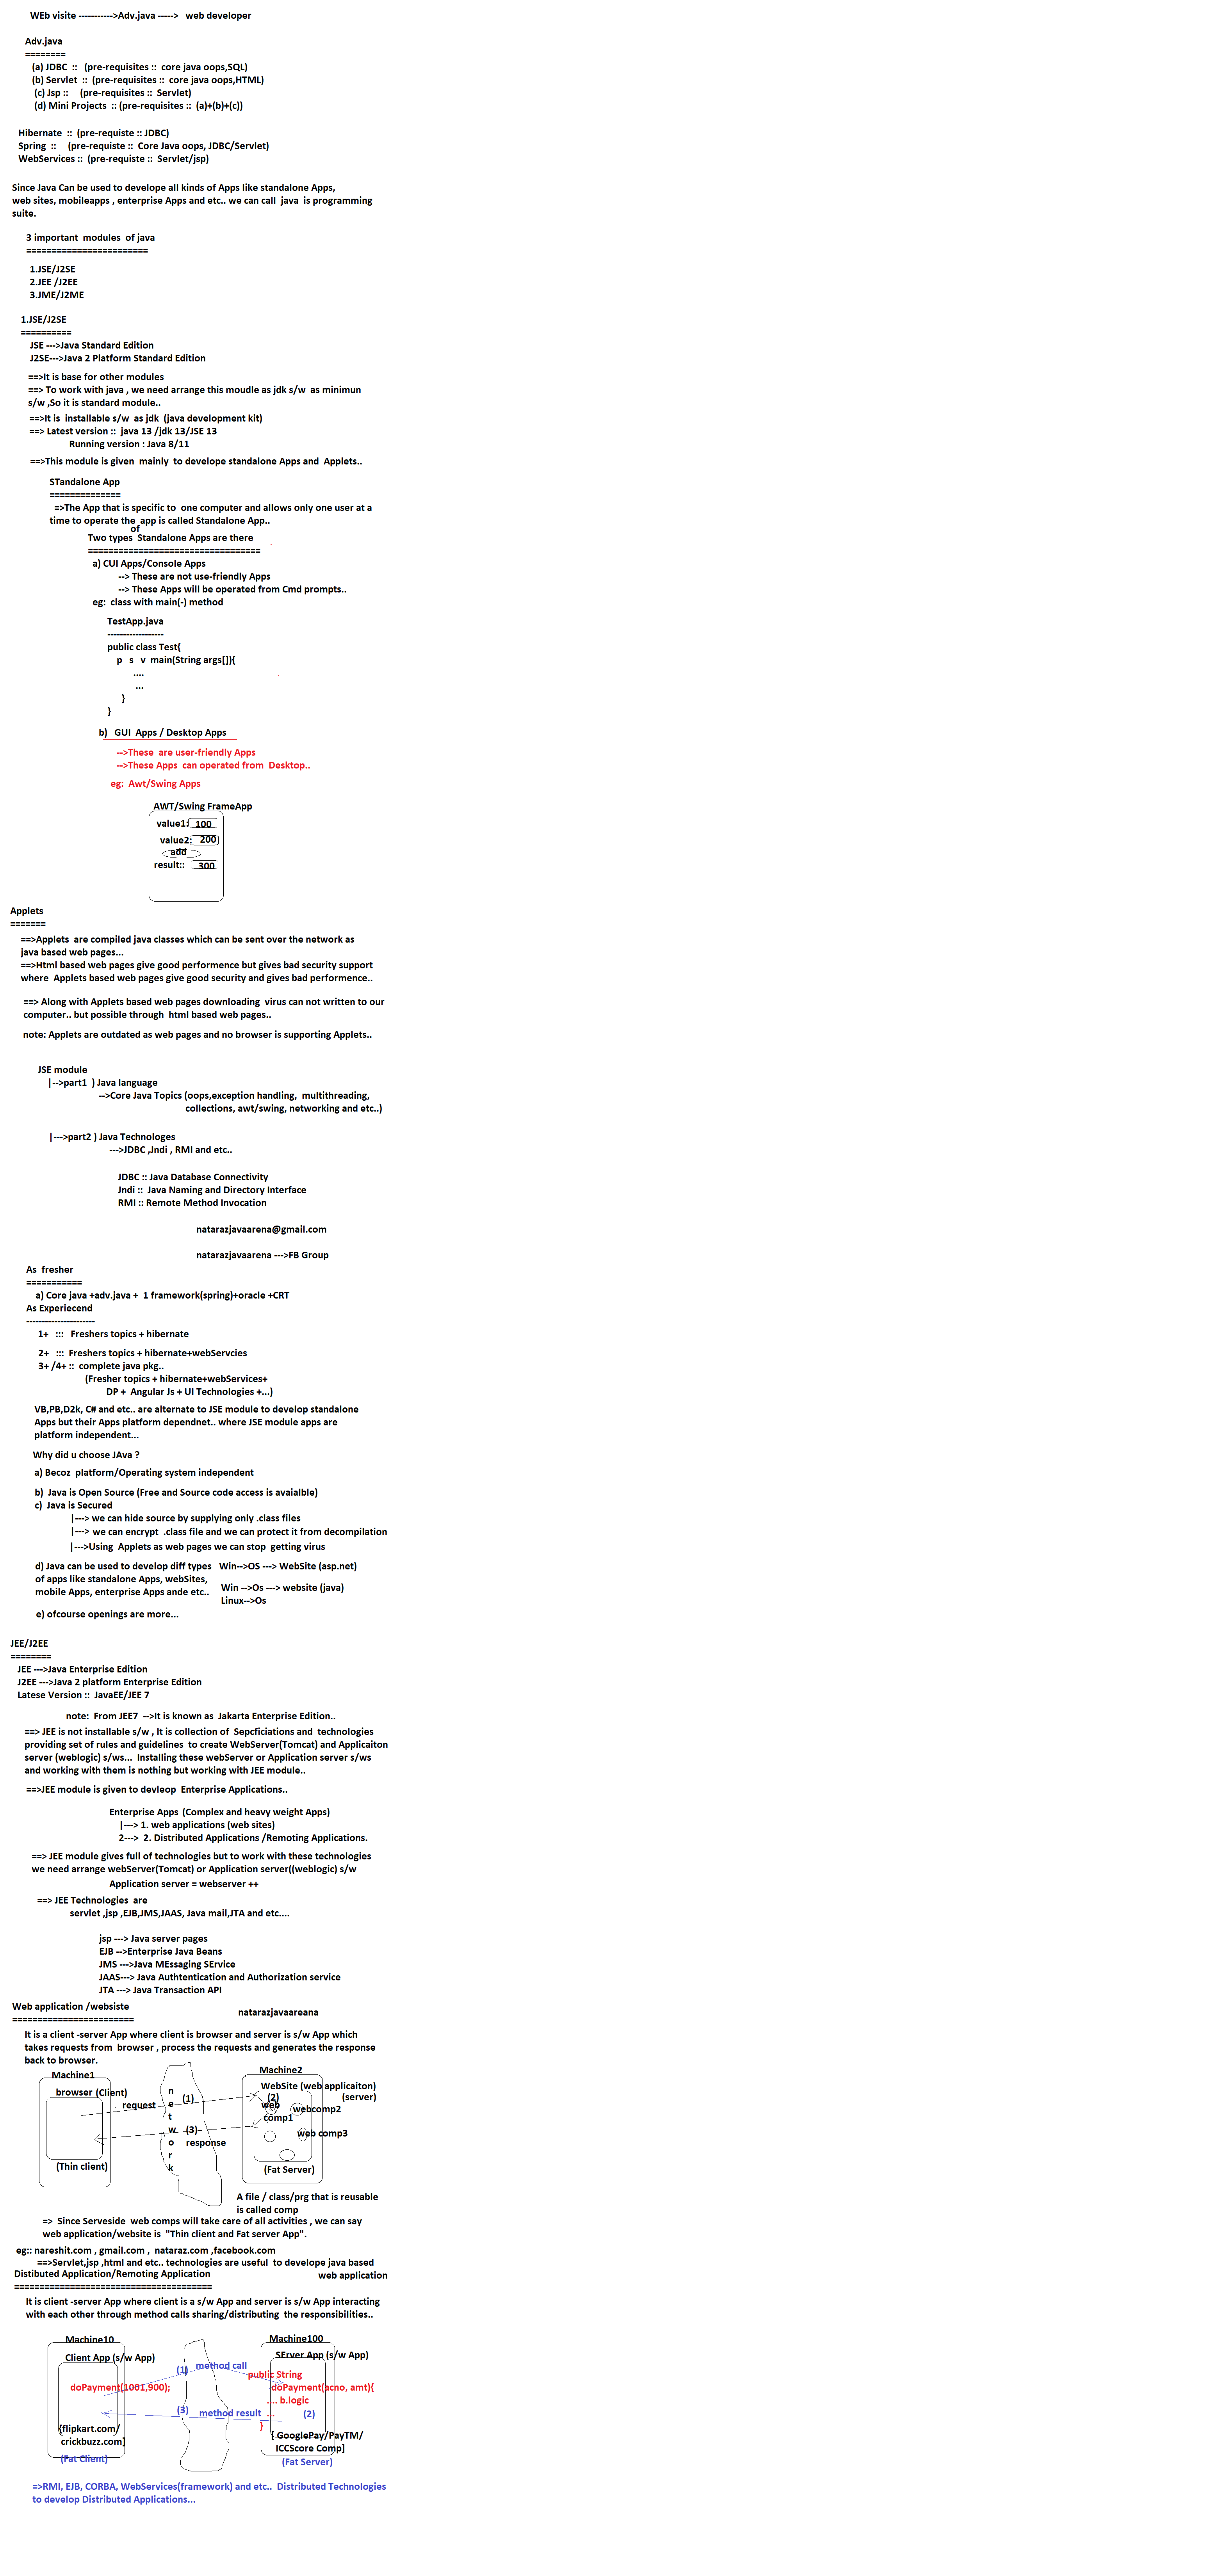 WEb visite ----------->Adv.java ----->   web developer
Adv.java
========
(a) JDBC  ::   (pre-requisites ::  core java oops,SQL)
(b) Servlet  ::  (pre-requisites ::  core java oops,HTML)
(c) Jsp ::     (pre-requisites ::  Servlet)
(d) Mini Projects  :: (pre-requisites ::  (a)+(b)+(c))
Hibernate  ::  (pre-requiste :: JDBC)
Spring  ::     (pre-requiste ::  Core Java oops, JDBC/Servlet)
WebServices ::  (pre-requiste ::  Servlet/jsp)
Since Java Can be used to develope all kinds of Apps like standalone Apps,
web sites, mobileapps , enterprise Apps and etc.. we can call  java  is programming
suite.
3 important  modules  of java
========================
1.JSE/J2SE
2.JEE /J2EE
3.JME/J2ME
1.JSE/J2SE
==========
JSE --->Java Standard Edition
J2SE--->Java 2 Platform Standard Edition
==>It is base for other modules
==> To work with java , we need arrange this moudle as jdk s/w  as minimun
s/w ,So it is standard module..
==>It is  installable s/w  as jdk  (java development kit)
==> Latest version ::  java 13 /jdk 13/JSE 13
Running version : Java 8/11
==>This module is given  mainly  to develope standalone Apps and  Applets..
STandalone App
==============
=>The App that is specific to  one computer and allows only one user at a
time to operate the  app is called Standalone App..
of
Two types  Standalone Apps are there
==================================
a) CUI Apps/Console Apps
--> These are not use-friendly Apps
--> These Apps will be operated from Cmd prompts..
eg:  class with main(-) method
TestApp.java
------------------
public class Test{
p   s   v  main(String args[]){
....
...
}
}
b)   GUI  Apps / Desktop Apps
-->These  are user-friendly Apps
-->These Apps  can operated from  Desktop..
eg:  Awt/Swing Apps
AWT/Swing FrameApp
value1: 100
value2: 200
add
result:: 300
Applets
=======
==>Applets  are compiled java classes which can be sent over the network as
java based web pages...
==>Html based web pages give good performence but gives bad security support
where  Applets based web pages give good security and gives bad performence..
==> Along with Applets based web pages downloading  virus can not written to our
computer.. but possible through  html based web pages..
note: Applets are outdated as web pages and no browser is supporting Applets..
JSE module
|-->part1  ) Java language
-->Core Java Topics (oops,exception handling,  multithreading,
collections, awt/swing, networking and etc..)
|--->part2 ) Java Technologes
--->JDBC ,Jndi , RMI and etc..
JDBC :: Java Database Connectivity
Jndi ::  Java Naming and Directory Interface
RMI :: Remote Method Invocation
natarazjavaarena@gmail.com
natarazjavaarena --->FB Group
As  fresher
===========
a) Core java +adv.java +  1 framework(spring)+oracle +CRT
As Experiecend
----------------------
1+   :::   Freshers topics + hibernate
2+   :::  Freshers topics + hibernate+webServcies
3+ /4+ ::  complete java pkg..
(Fresher topics + hibernate+webServices+
DP +  Angular Js + UI Technologies +...)
VB,PB,D2k, C# and etc.. are alternate to JSE module to develop standalone
Apps but their Apps platform dependnet.. where JSE module apps are
platform independent...
Why did u choose JAva ?
a) Becoz  platform/Operating system independent
b)  Java is Open Source (Free and Source code access is avaialble)
c)  Java is Secured
|---> we can hide source by supplying only .class files
|---> we can encrypt  .class file and we can protect it from decompilation
|--->Using  Applets as web pages we can stop  getting virus
d) Java can be used to develop diff types   Win-->OS ---> WebSite (asp.net)
of apps like standalone Apps, webSites,
mobile Apps, enterprise Apps ande etc..   Win -->Os ---> website (java)
Linux-->Os
e) ofcourse openings are more...
JEE/J2EE
========
JEE --->Java Enterprise Edition
J2EE --->Java 2 platform Enterprise Edition
Latese Version ::  JavaEE/JEE 7
note:  From JEE7  -->It is known as  Jakarta Enterprise Edition..
==> JEE is not installable s/w , It is collection of  Sepcficiations and  technologies
providing set of rules and guidelines  to create WebServer(Tomcat) and Applicaiton
server (weblogic) s/ws...  Installing these webServer or Application server s/ws
and working with them is nothing but working with JEE module..
==>JEE module is given to devleop  Enterprise Applications..
Enterprise Apps  (Complex and heavy weight Apps)
|---> 1. web applications (web sites)
2--->  2. Distributed Applications /Remoting Applications.
==> JEE module gives full of technologies but to work with these technologies
we need arrange webServer(Tomcat) or Application server((weblogic) s/w
Application server = webserver ++
==> JEE Technologies  are
servlet ,jsp ,EJB,JMS,JAAS, Java mail,JTA and etc....
jsp ---> Java server pages
EJB -->Enterprise Java Beans
JMS --->Java MEssaging SErvice
JAAS---> Java Authtentication and Authorization service
JTA ---> Java Transaction API
Web application /websiste
========================
natarazjavaareana
It is a client -server App where client is browser and server is s/w App which
takes requests from  browser , process the requests and generates the response
back to browser.
Machine1
Machine2
browser (Client)
WebSite (web applicaiton)
(server)
network
request
(1)
(2)
web
comp1
webcomp2
web comp3
(3)
response
(Thin client)
(Fat Server)
A file / class/prg that is reusable
is called comp
=>  Since Serveside  web comps will take care of all activities , we can say
web application/website is  "Thin client and Fat server App".
eg:: nareshit.com , gmail.com ,  nataraz.com ,facebook.com
==>Servlet,jsp ,html and etc.. technologies are useful  to develope java based
web application
Distibuted Application/Remoting Application
=======================================
It is client -server App where client is a s/w App and server is s/w App interacting
with each other through method calls sharing/distributing  the responsibilities..
Machine10
Machine100
Client App (s/w App)
SErver App (s/w App)
(1)
method call
public String
doPayment(1001,900);
doPayment(acno, amt){
.... b.logic
(3)
method result
...
(2)
}
{flipkart.com/
crickbuzz.com]
[ GooglePay/PayTM/
ICCScore Comp]
(Fat Client)
(Fat Server)
=>RMI, EJB, CORBA, WebServices(framework) and etc..  Distributed Technologies
to develop Distributed Applications...